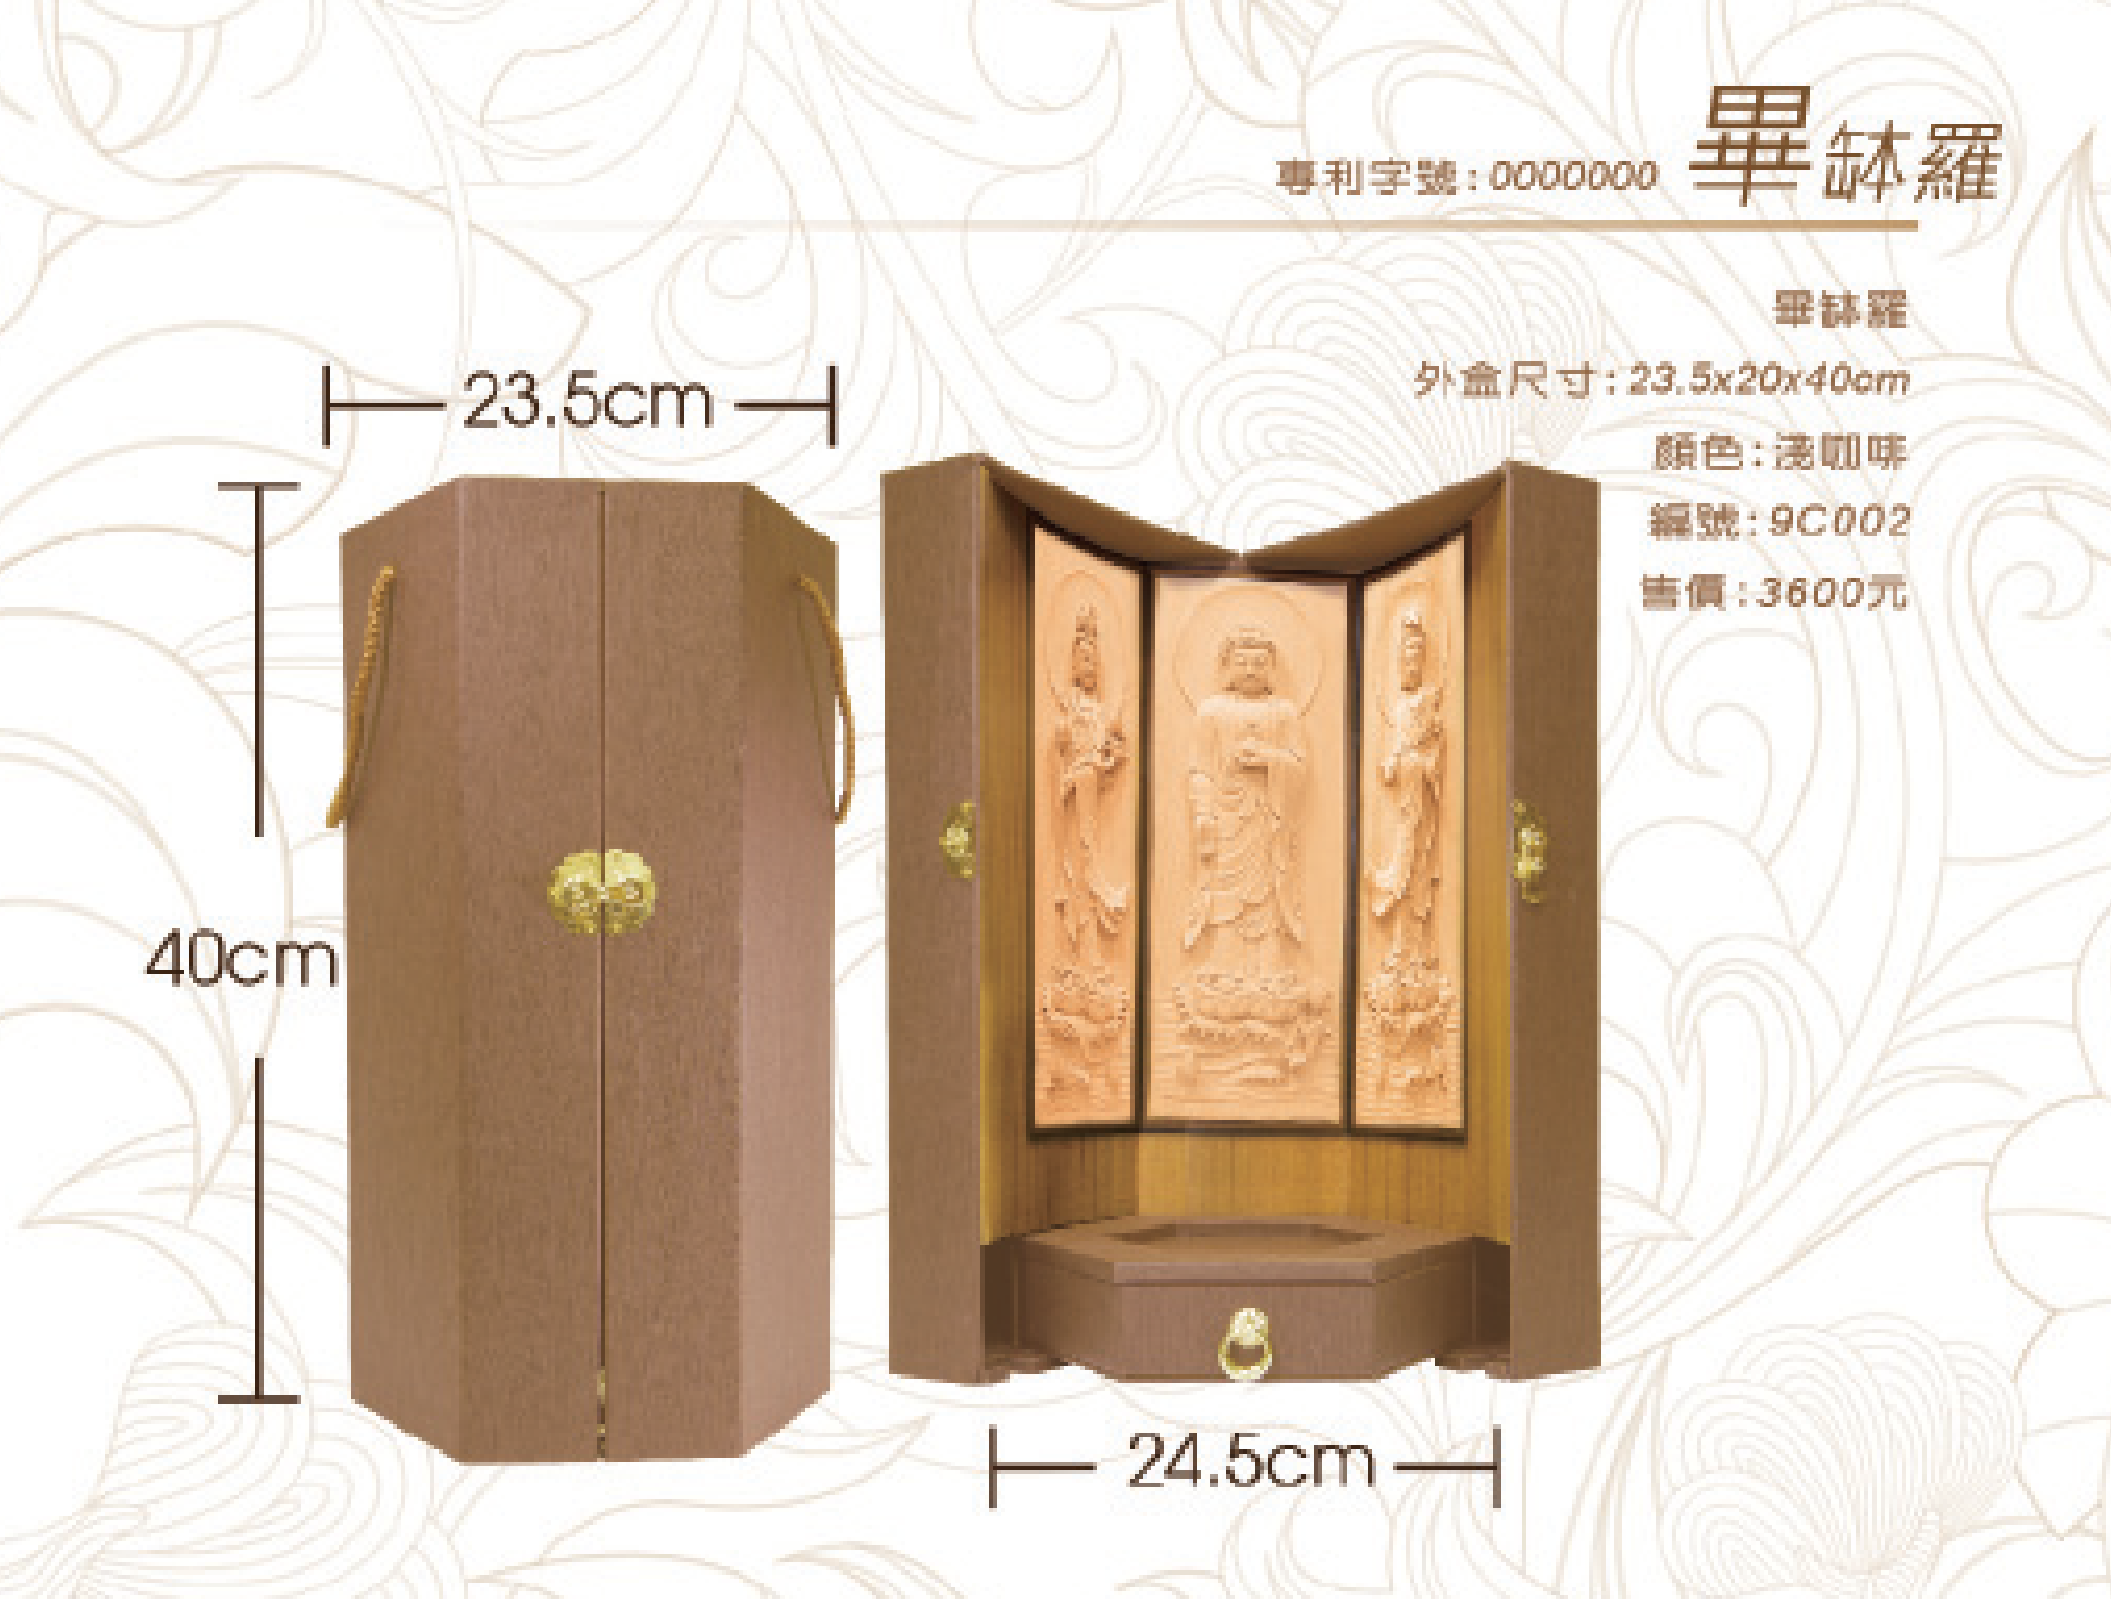 專利字號:0000000 畢缽羅
畢缽羅
外盒尺寸:23.5x20x40cm
顏色:淺咖啡
編號:9C002
售價:3600元
23.5cm
40cm
24.5cm